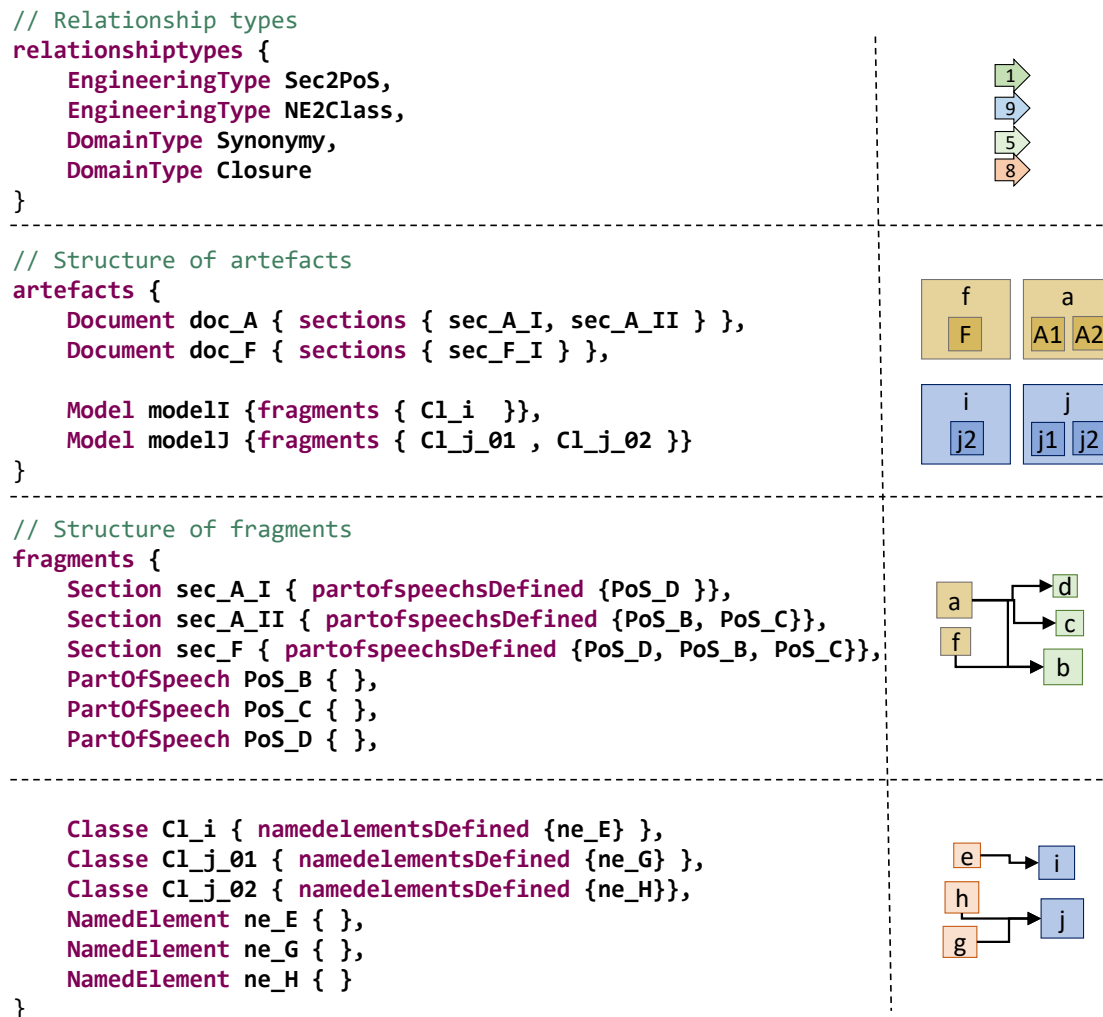 // Relationship types
relationshiptypes {
EngineeringType Sec2PoS,
EngineeringType NE2Class,
DomainType Synonymy,
DomainType Closure
}
1
9
5
8
// Structure of artefacts
artefacts {
Document doc_A { sections { sec_A_I, sec_A_II } },
Document doc_F { sections { sec_F_I } },
Model modelI {fragments { Cl_i  }},
Model modelJ {fragments { Cl_j_01 , Cl_j_02 }}
}
f a
F A1 A2
i j
j2 j1 j2
// Structure of fragments
fragments {
Section sec_A_I { partofspeechsDefined {PoS_D }},
Section sec_A_II { partofspeechsDefined {PoS_B, PoS_C}},
Section sec_F { partofspeechsDefined {PoS_D, PoS_B, PoS_C}},
PartOfSpeech PoS_B { },
PartOfSpeech PoS_C { },
PartOfSpeech PoS_D { },
d
a
c
f
b
Classe Cl_i { namedelementsDefined {ne_E} },
Classe Cl_j_01 { namedelementsDefined {ne_G} },
Classe Cl_j_02 { namedelementsDefined {ne_H}},
NamedElement ne_E { },
NamedElement ne_G { },
NamedElement ne_H { }
}
e
i
h
j
g